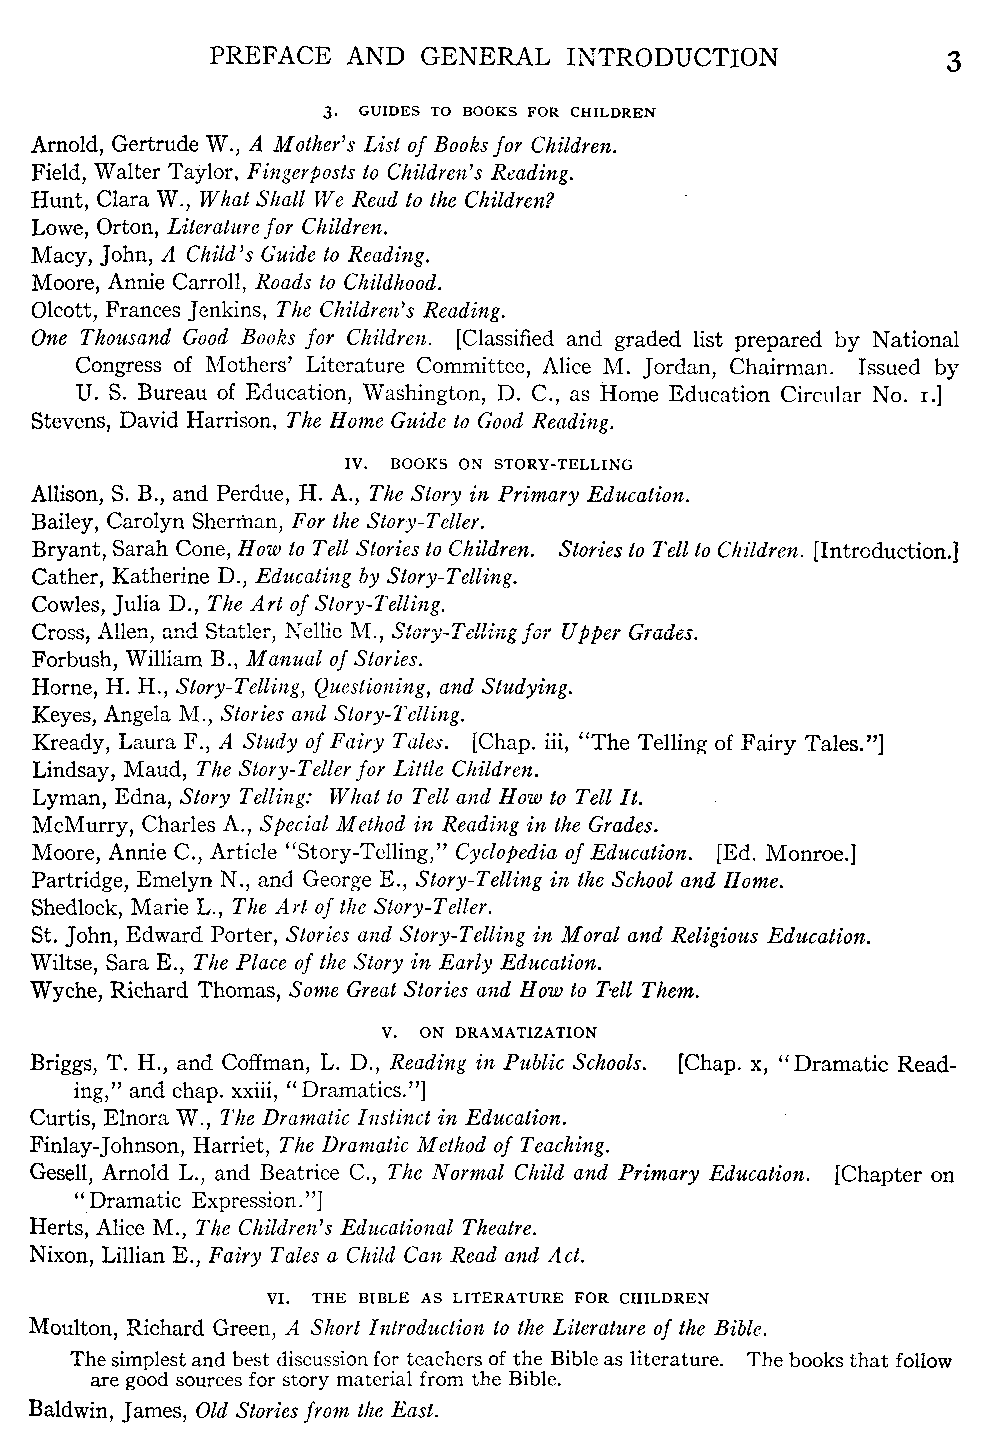 PREFACE AND GENERAL INTRODUCTION 3
3. GUIDES TO BOOKS FOR CHILDREN
Arnold, Gertrude W., A Mother's List of Books for Children.
Field, Walter Taylor, Fingerposts to Children's Reading.
Hunt, Clara W., What Shall We Read to the Children?
Lowe, Orton, Literature for Children.
Macy, John, A Child's Guide to Reading.
Moore, Annie Carroll, Roads to Childhood.
Olcott, Frances Jenkins, The Children's Reading.
One Thousand Good Books for Children. [Classified and graded list prepared by National
Congress of Mothers' Literature Committee, Alice M. Jordan, Chairman. Issued by
U. S. Bureau of Education, Washington, D. C., as Home Education Circular No. 1.]
Stevens, David Harrison, The Home Guide to Good Reading.
IV. BOOKS ON STORY-TELLING
Allison, S. B., and Perdue, H. A., The Story in Primary Education.
Bailey, Carolyn Sherman, For the Story-Teller.
Bryant, Sarah Cone, How to Tell Stories to Children. Stories to Tell to Children. [Introduction.]
Cather, Katherine D., Educating by Story-Telling.
Cowles, Julia D., The Art of Story-Telling.
Cross, Allen, and Statler, Nellie M., Story-Telling for Upper Grades.
Forbush, William B., Manual of Stories.
Horne, H. H., Story-Telling, Questioning, and Studying.
Keyes, Angela M., Stories and Story-Telling.
Kready, Laura F., A Study of Fairy Tales. [Chap. iii, "The Telling of Fairy Tales."]
Lindsay, Maud, The Story-Teller for Little Children.
Lyman, Edna, Story Telling: What to Tell and How to Tell It.
McMurry, Charles A., Special Method in Reading in the Grades.
Moore, Annie C., Article "Story-Telling," Cyclopedia of Education. [Ed. Monroe.]
Partridge, Emelyn N., and George E., Story-Telling in the School and Home.
Shedlock, Marie L., The Art of the Story-Teller.
St. John, Edward Porter, Stories and Story-Telling in Moral and Religious Education.
Wiltse, Sara E., The Place of the Story in Early Education.
Wyche, Richard Thomas, Some Great Stories and How to Tell Them.
V. ON DRAMATIZATION
Briggs, T. H., and Coffman, L. D., Reading in Public Schools. [Chap. x, "Dramatic Read-
ing," and chap. xxiii, "Dramatics."]
Curtis, Elnora W., The Dramatic Instinct in Education.
Finlay-Johnson, Harriet, The Dramatic Method of Teaching.
Gesell, Arnold L., and Beatrice C., The Normal Child and Primary Education. [Chapter on
"Dramatic Expression."]
Herts, Alice M., The Children's Educational Theatre.
Nixon, Lillian E., Fairy Tales a Child Can Read and Act.
VI. THE BIBLE AS LITERATURE FOR CHILDREN
Moulton, Richard Green, A Short Introduction to the Literature of the Bible.
The simplest and best discussion for teachers of the Bible as literature. The books that follow
are good sources for story material from the Bible.
Baldwin, James, Old Stories from the East.